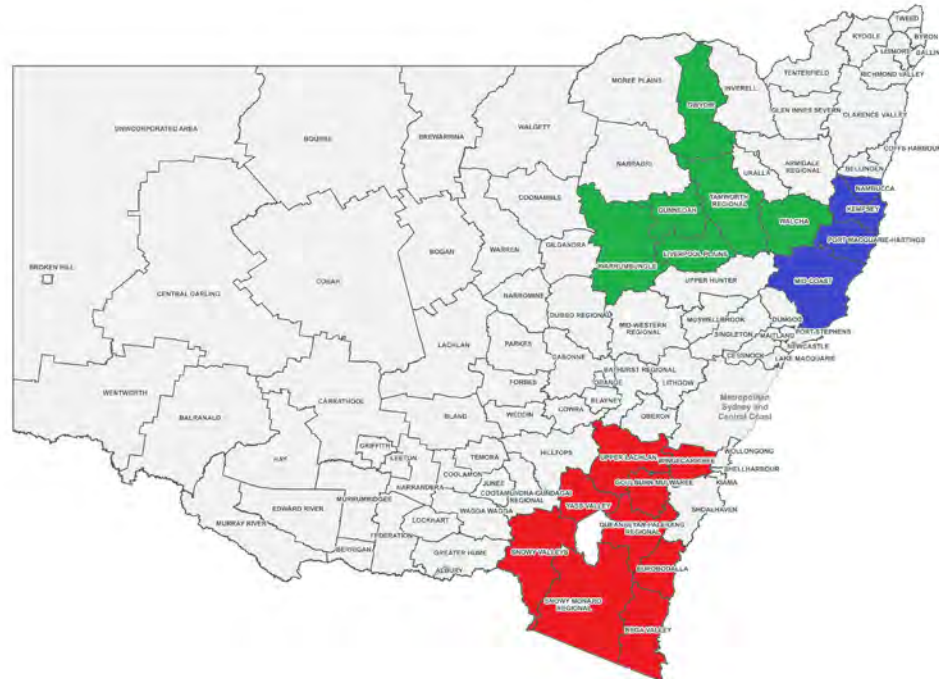 TWEED
KYOGLE
BYRON
LISMORE
BALLINA
RICHMOND VALLEY
TENTERFIELD
MOREE PLAINS
INVERELL
GWYDIR
GLEN INNES SEVERN
CLARENCE VALLEY
UNINCORPORATED AREA
BOURKE
BREWARRINA
WALGETT
COFFS HARBOUR
NARRABRI
ARMIDALE
REGIONAL
URALLA
BELLINGEN
NAMBUCCA
COONAMBLE
TAMWORTH
REGIONAL
GUNNEDAH
KEMPSEY
WALCHA
BOGAN
WARREN
GILGANDRA
PORT MACQUARIE-HASTINGS
LIVERPOOL PLAINS
WARRUMBUNGLE
BROKEN HILL
COBAR
UPPER HUNTER
MID-COAST
CENTRAL DARLING
NARROMINE
DUBBO REGIONAL
MUSWELLBROOK
DUNGOG
MID-WESTERN
REGIONAL
SINGLETON
PORT STEPHENS
MAITLAND
LACHLAN
PARKES
NEWCASTLE
CESSNOCK
LAKE MACQUARIE
CABONNE
BATHURST REGIONAL
ORANGE
LITHGOW
FORBES
WENTWORTH
CARRATHOOL
BLAYNEY
Metropolitan
Sydney and
Central Coast
BALRANALD
BLAND
WEDDIN
COWRA
OBERON
GRIFFITH
HAY
LEETON
TEMORA
HILLTOPS
UPPER LACHLAN
WINGECARRIBEE
WOLLONGONG
SHELLHARBOUR
COOLAMON
JUNEE
KIAMA
NARRANDERA
COOTAMUNDRA-GUNDAGAI
REGIONAL
GOULBURN MULWAREE
MURRUMBIDGEE
YASS VALLEY
SHOALHAVEN
EDWARD RIVER
WAGGA WAGGA
LOCKHART
MURRAY RIVER
QUEANBEYAN-PALERANG
REGIONAL
FEDERATION
BERRIGAN
GREATER HUME
SNOWY VALLEYS
ALBURY
EUROBODALLA
SNOWY MONARO
REGIONAL
BEGA VALLEY